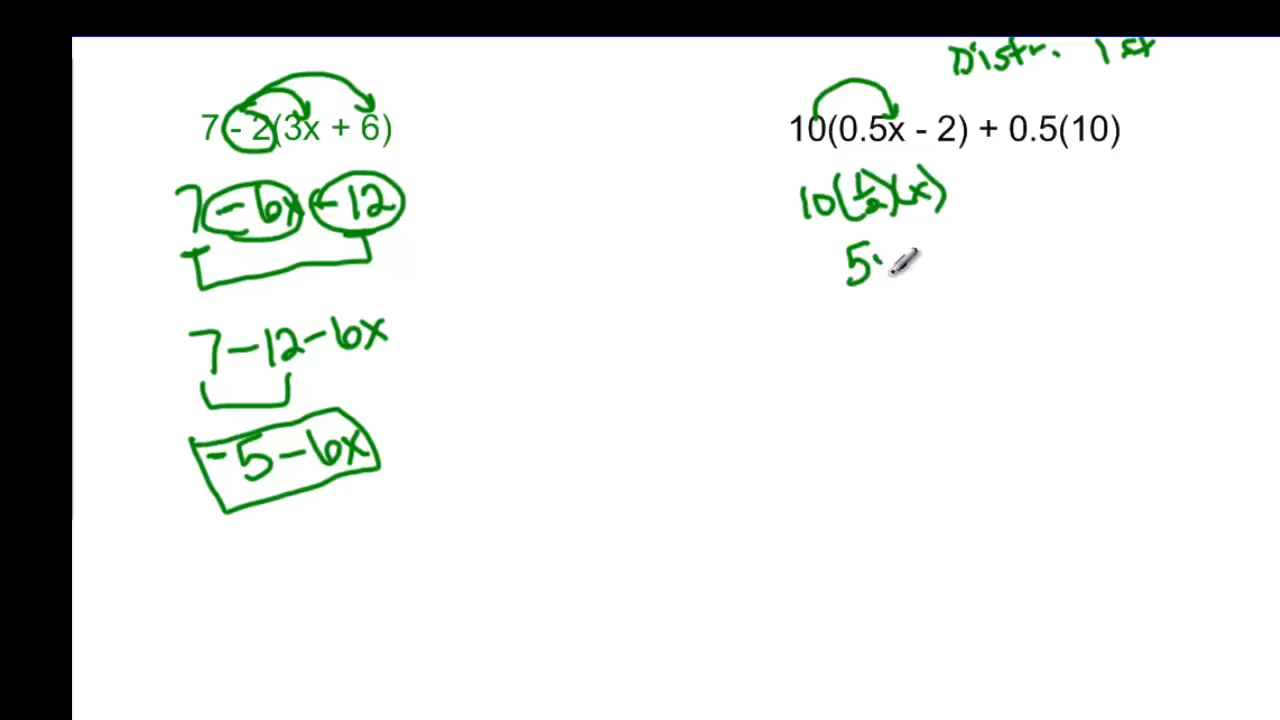 Distr. 1st
7 - 2(3x + 6)
7 - 6x - 12
7 - 12 - 6x
-5 - 6x
10(0.5x - 2) + 0.5(10)
10(1/2)(x)
5·